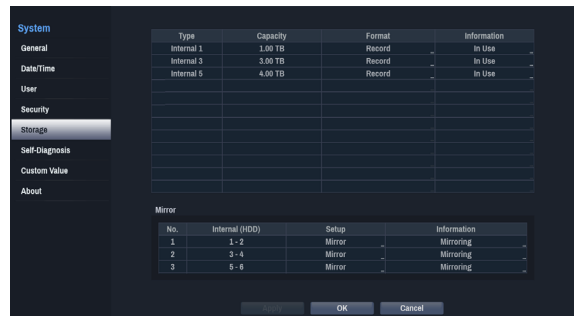 System
General
Date/Time
User
Security
Storage
Self-Diagnosis
Custom Value
About
Type Capacity Format Information
Internal 1 1.00 TB Record In Use
Internal 3 3.00 TB Record In Use
Internal 5 4.00 TB Record In Use
Mirror
No. Internal (HDD) Setup Information
1 1 - 2 Mirror Mirroring
2 3 - 4 Mirror Mirroring
3 5 - 6 Mirror Mirroring
Apply OK Cancel